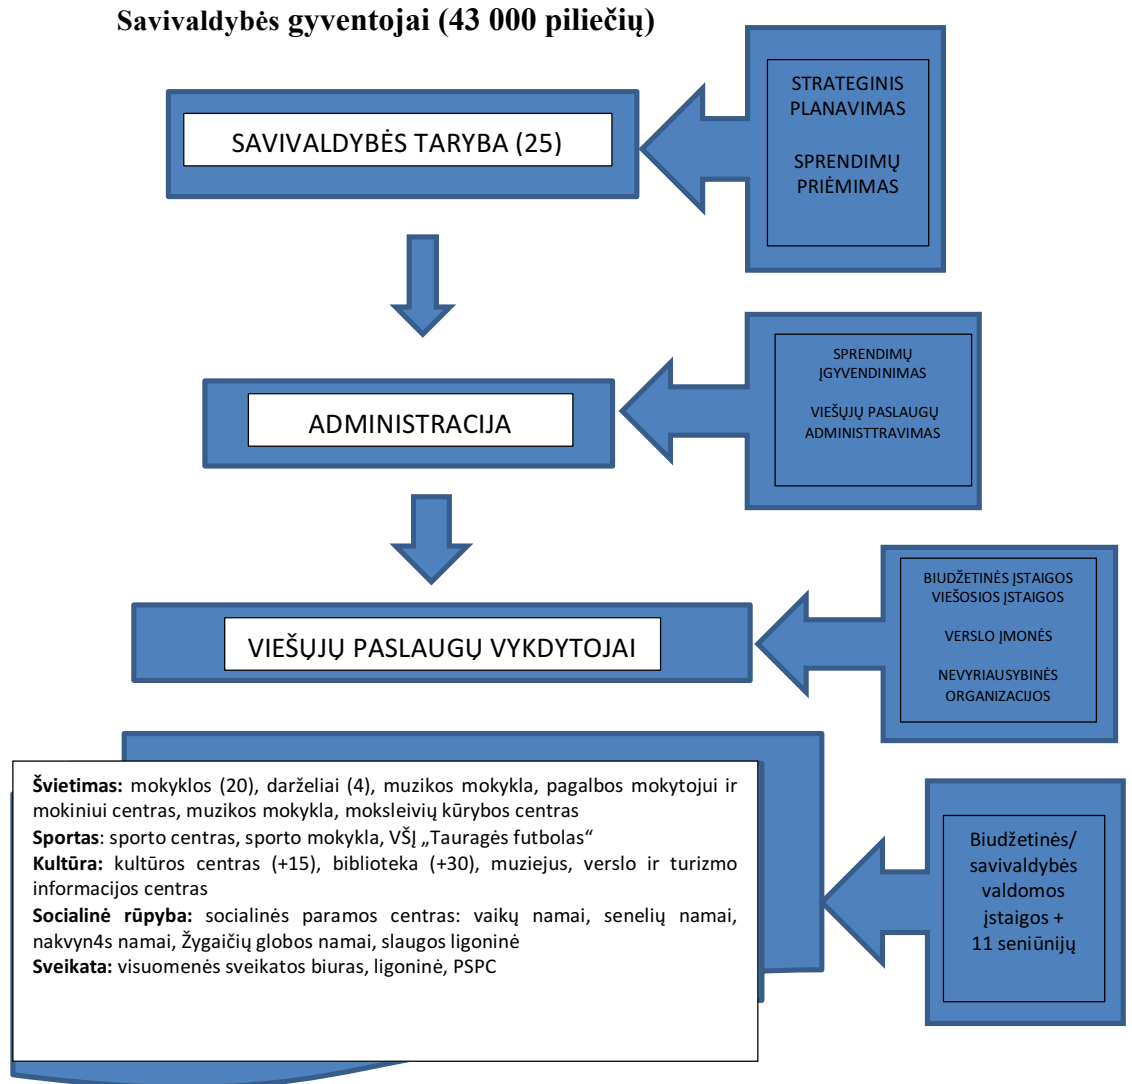 Savivaldybės gyventojai (43 000 piliečių)
SAVIVALDYBĖS TARYBA (25)
STRATEGINIS
PLANAVIMAS
SPRENDIMŲ
PRIĖMIMAS
ADMINISTRACIJA
SPRENDIMŲ
ĮGYVENDINIMAS
VIEŠŲJŲ PASLAUGŲ
ADMINISTTRAVIMAS
VIEŠŲJŲ PASLAUGŲ VYKDYTOJAI
BIUDŽETINĖS ĮSTAIGOS
VIEŠOSIOS ĮSTAIGOS
VERSLO ĮMONĖS
NEVYRIAUSYBINĖS
ORGANIZACIJOS
Švietimas: mokyklos (20), darželiai (4), muzikos mokykla, pagalbos mokytojui ir
mokiniui centras, muzikos mokykla, moksleivių kūrybos centras
Sportas: sporto centras, sporto mokykla, VŠĮ „Tauragės futbolas“
Kultūra: kultūros centras (+15), biblioteka (+30), muziejus, verslo ir turizmo
informacijos centras
Socialinė rūpyba: socialinės paramos centras: vaikų namai, senelių namai,
nakvyn4s namai, Žygaičių globos namai, slaugos ligoninė
Sveikata: visuomenės sveikatos biuras, ligoninė, PSPC
Biudžetinės/
savivaldybės
valdomos
įstaigos +
11 seniūnijų